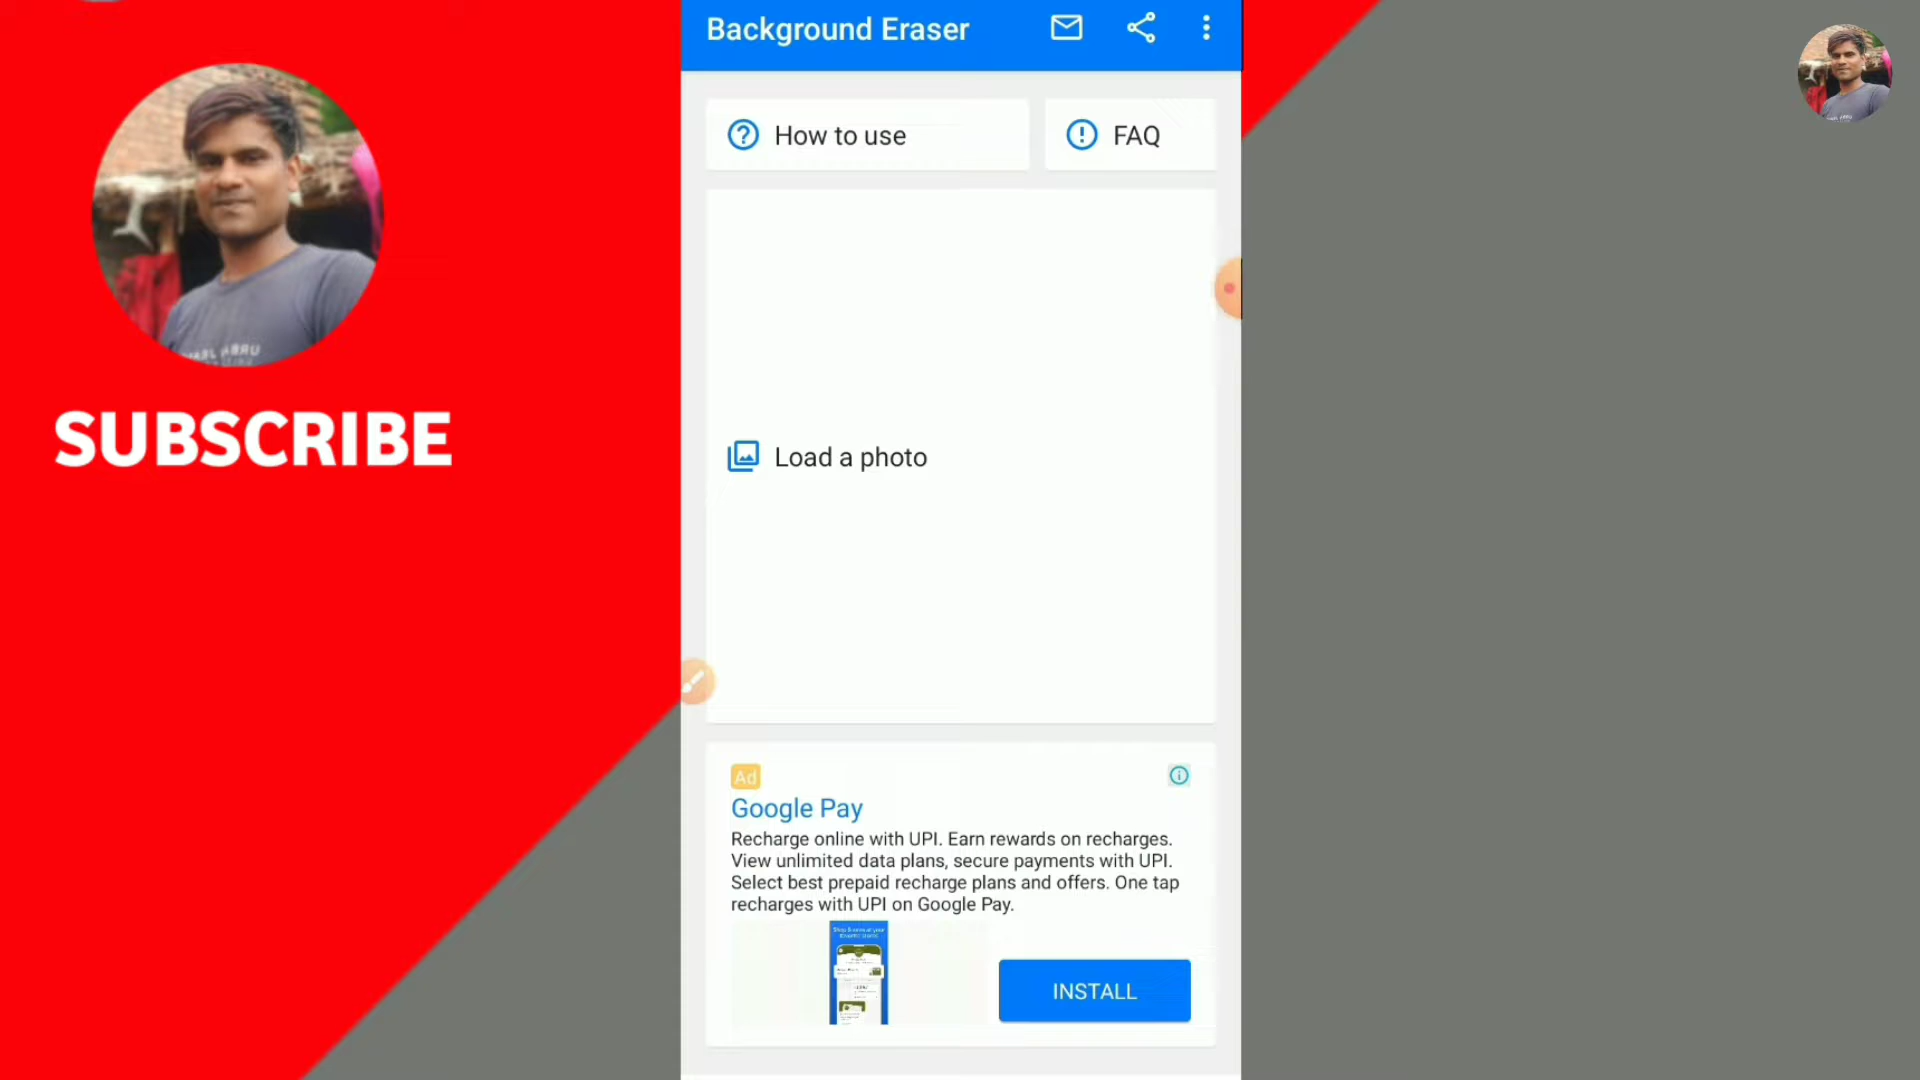 Background Eraser
How to use
FAQ
SUBSCRIBE
Load a photo
Ad
Google Pay
Recharge online with UPI. Earn rewards on recharges.
View unlimited data plans, secure payments with UPI.
Select best prepaid recharge plans and offers. One tap
recharges with UPI on Google Pay.
INSTALL